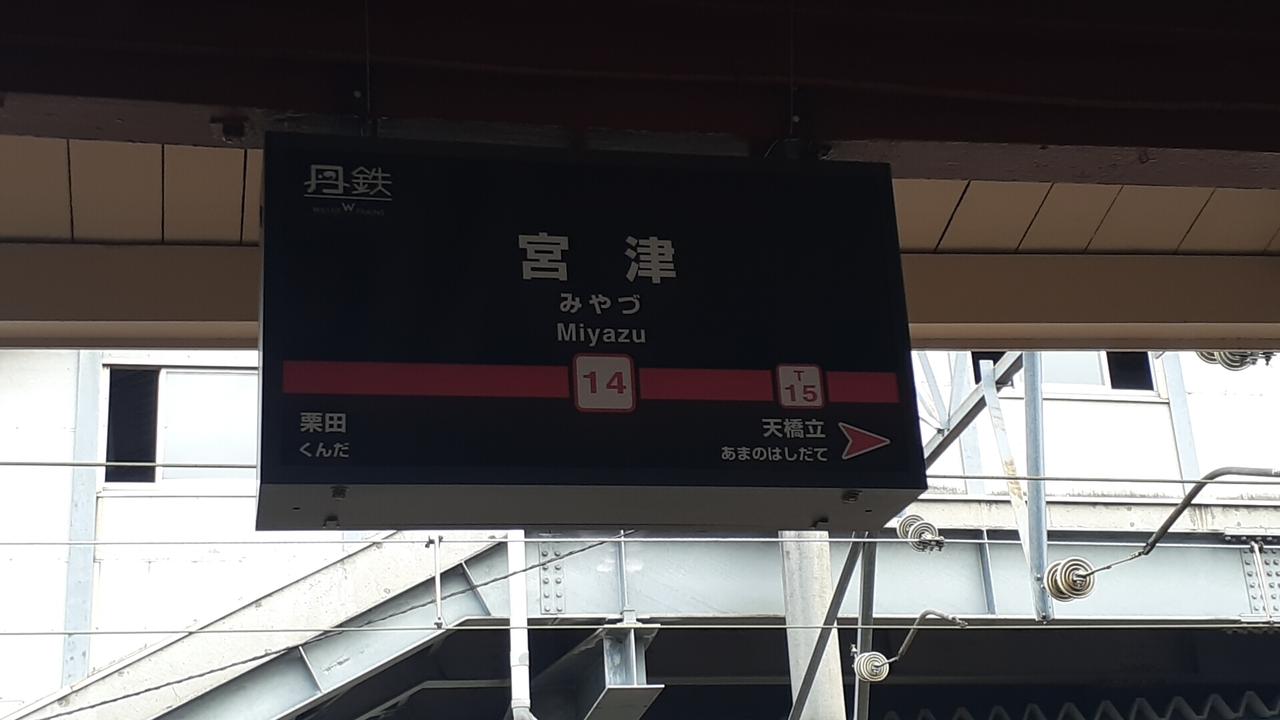 丹鉄
WILLER TRAINS
宮津
みやづ
Miyazu
14
T
15
栗田
くんだ
天橋立
あまのはしだて